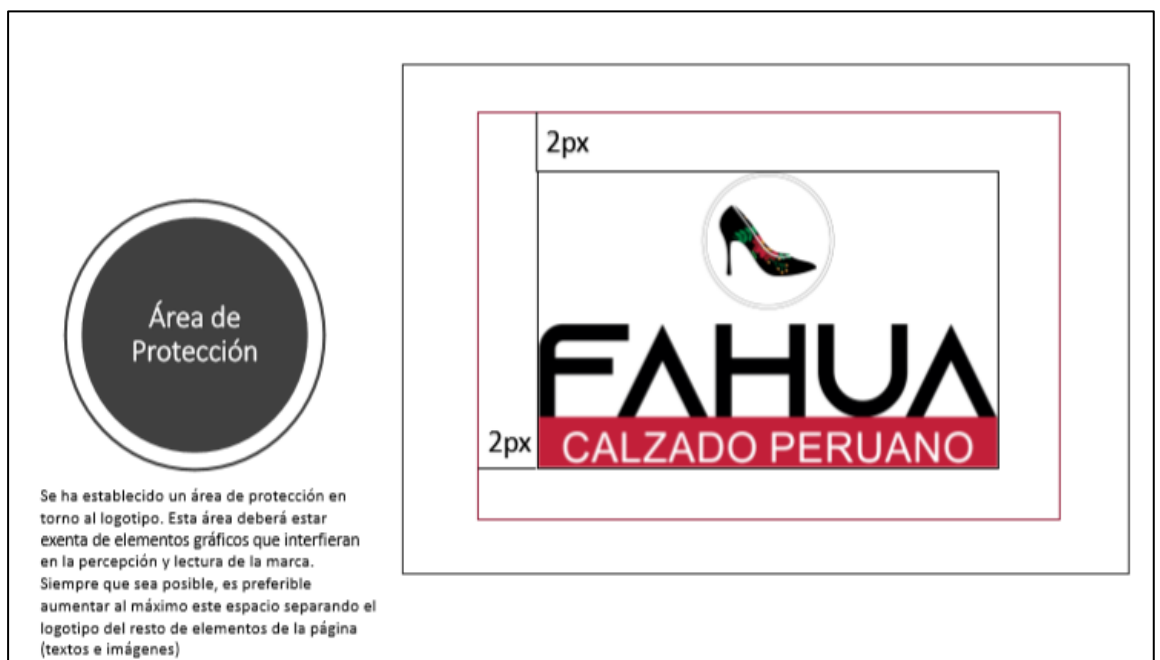 Área de
Protección
Se ha establecido un área de protección en
torno al logotipo. Esta área deberá estar
exenta de elementos gráficos que interfieran
en la percepción y lectura de la marca.
Siempre que sea posible, es preferible
aumentar al máximo este espacio separando el
logotipo del resto de elementos de la página
(textos e imágenes)
2px
FAHUA
2px
CALZADO PERUANO